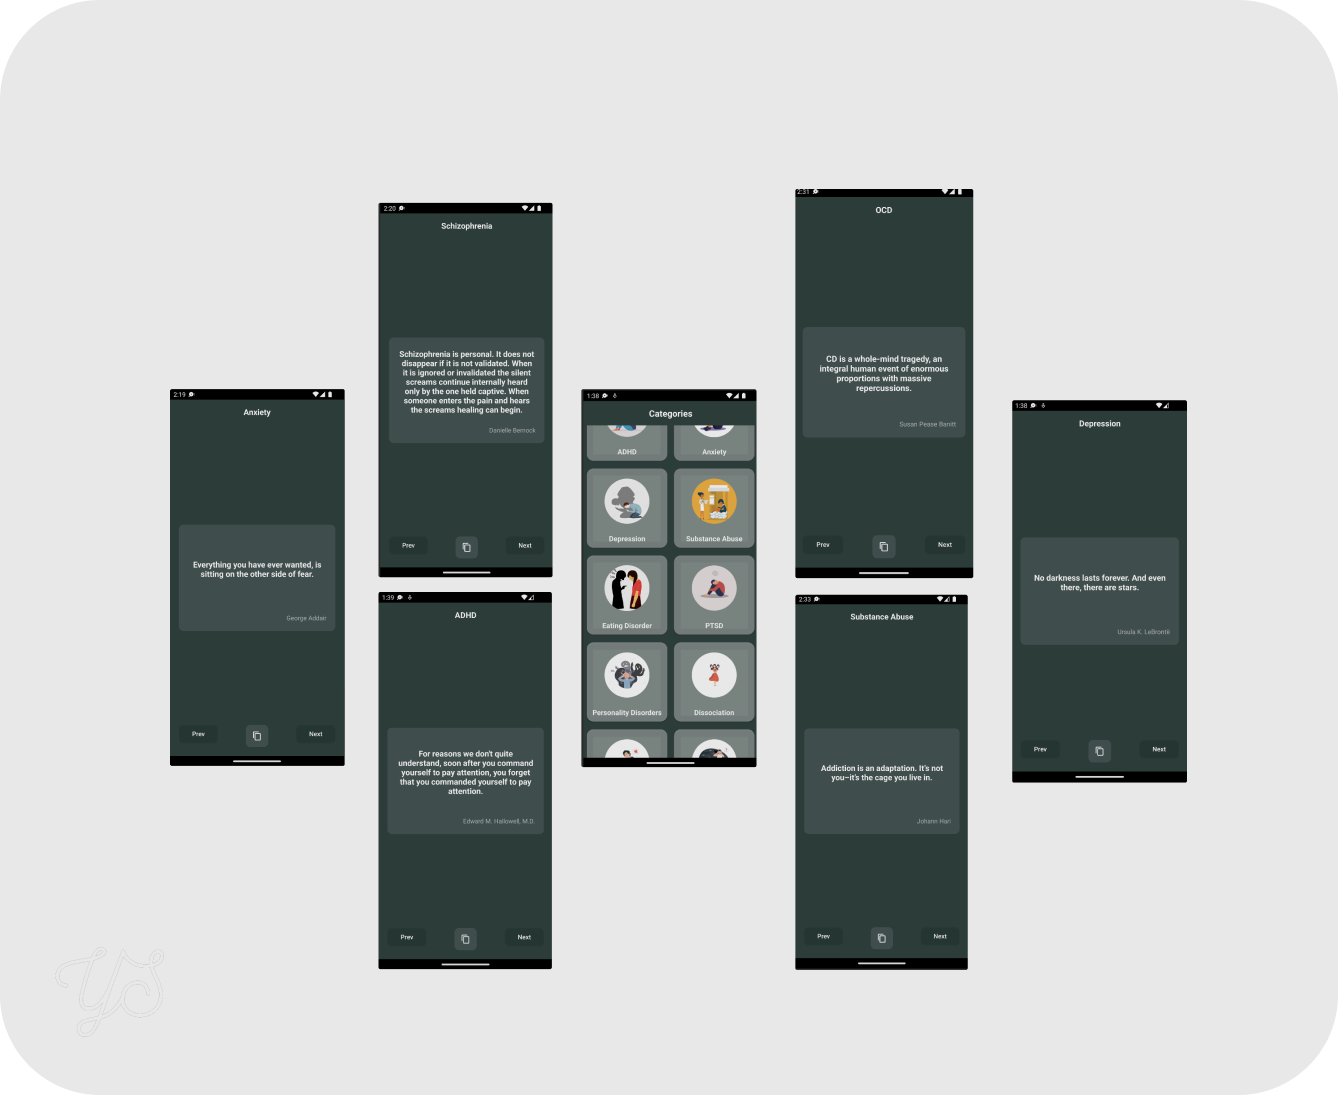 2:19
Anxiety
Everything you have ever wanted, is
sitting on the other side of fear.
George Addair
Prev
Next
2:20
Schizophrenia
Schizophrenia is personal. It does not
disappear if it is not validated. When
it is ignored or invalidated the silent
screams continue internally heard
only by the one held captive. When
someone enters the pain and hears
the screams healing can begin.
Danielle Bernock
Prev
Next
1:39
ADHD
For reasons we don't quite
understand, soon after you command
yourself to pay attention, you forget
that you commanded yourself to pay
attention.
Edward M. Hallowell, M.D.
Prev
Next
1:38
Categories
ADHD
Anxiety
Depression
Substance Abuse
Eating Disorder
PTSD
Personality Disorders
Dissociation
2:31
OCD
CD is a whole-mind tragedy, an
integral human event of enormous
proportions with massive
repercussions.
Susan Pease Banitt
Prev
Next
2:33
Substance Abuse
Addiction is an adaptation. It's not
you–it's the cage you live in.
Johann Hari
Prev
Next
1:38
Depression
No darkness lasts forever. And even
there, there are stars.
Ursula K. LeBrontë
Prev
Next
YS